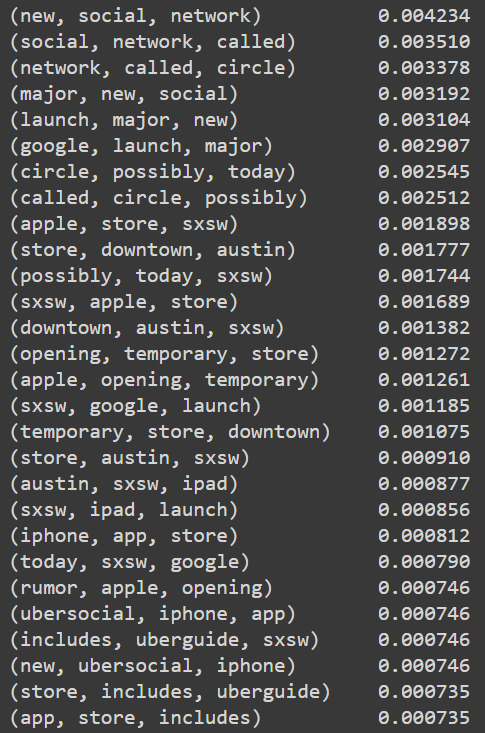 (new, social, network) 0.004234
(social, network, called) 0.003510
(network, called, circle) 0.003378
(major, new, social) 0.003192
(launch, major, new) 0.003104
(google, launch, major) 0.002907
(circle, possibly, today) 0.002545
(called, circle, possibly) 0.002512
(apple, store, sxsw) 0.001898
(store, downtown, austin) 0.001777
(possibly, today, sxsw) 0.001744
(sxsw, apple, store) 0.001689
(downtown, austin, sxsw) 0.001382
(opening, temporary, store) 0.001272
(apple, opening, temporary) 0.001261
(sxsw, google, launch) 0.001185
(temporary, store, downtown) 0.001075
(store, austin, sxsw) 0.000910
(austin, sxsw, ipad) 0.000877
(sxsw, ipad, launch) 0.000856
(iphone, app, store) 0.000812
(today, sxsw, google) 0.000790
(rumor, apple, opening) 0.000746
(ubersocial, iphone, app) 0.000746
(includes, uberguide, sxsw) 0.000746
(new, ubersocial, iphone) 0.000746
(store, includes, uberguide) 0.000735
(app, store, includes) 0.000735